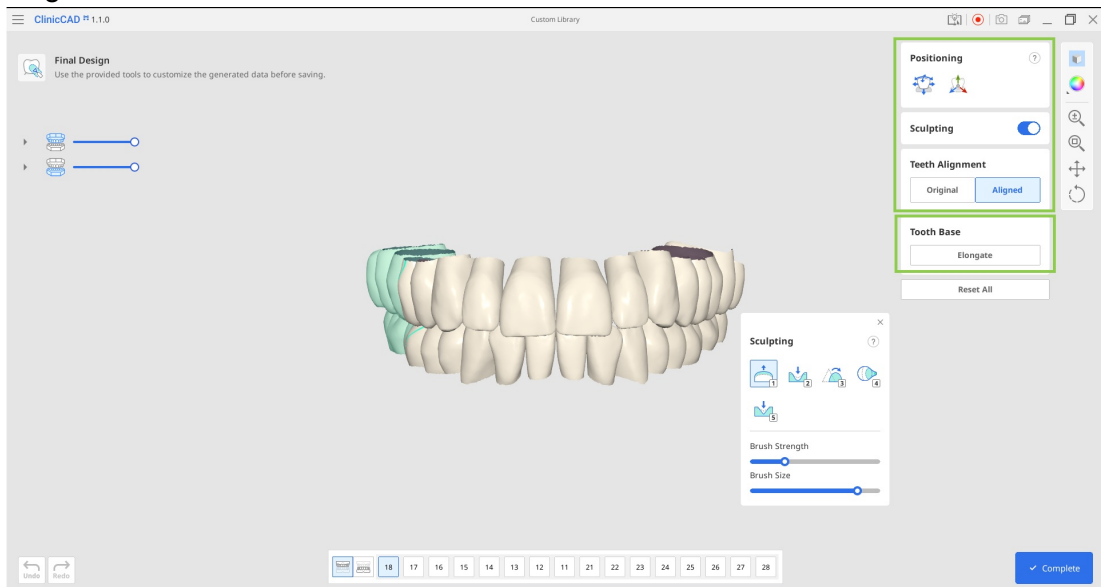 ClinicCAD 1.1.0
Custom Library
Final Design
Use the provided tools to customize the generated data before saving.
Positioning
?
Sculpting
Teeth Alignment
Original Aligned
Tooth Base
Elongate
Reset All
Sculpting
?
1 2 3 4
5
Brush Strength
Brush Size
Undo Redo
18 17 16 15 14 13 12 11 21 22 23 24 25 26 27 28
Complete